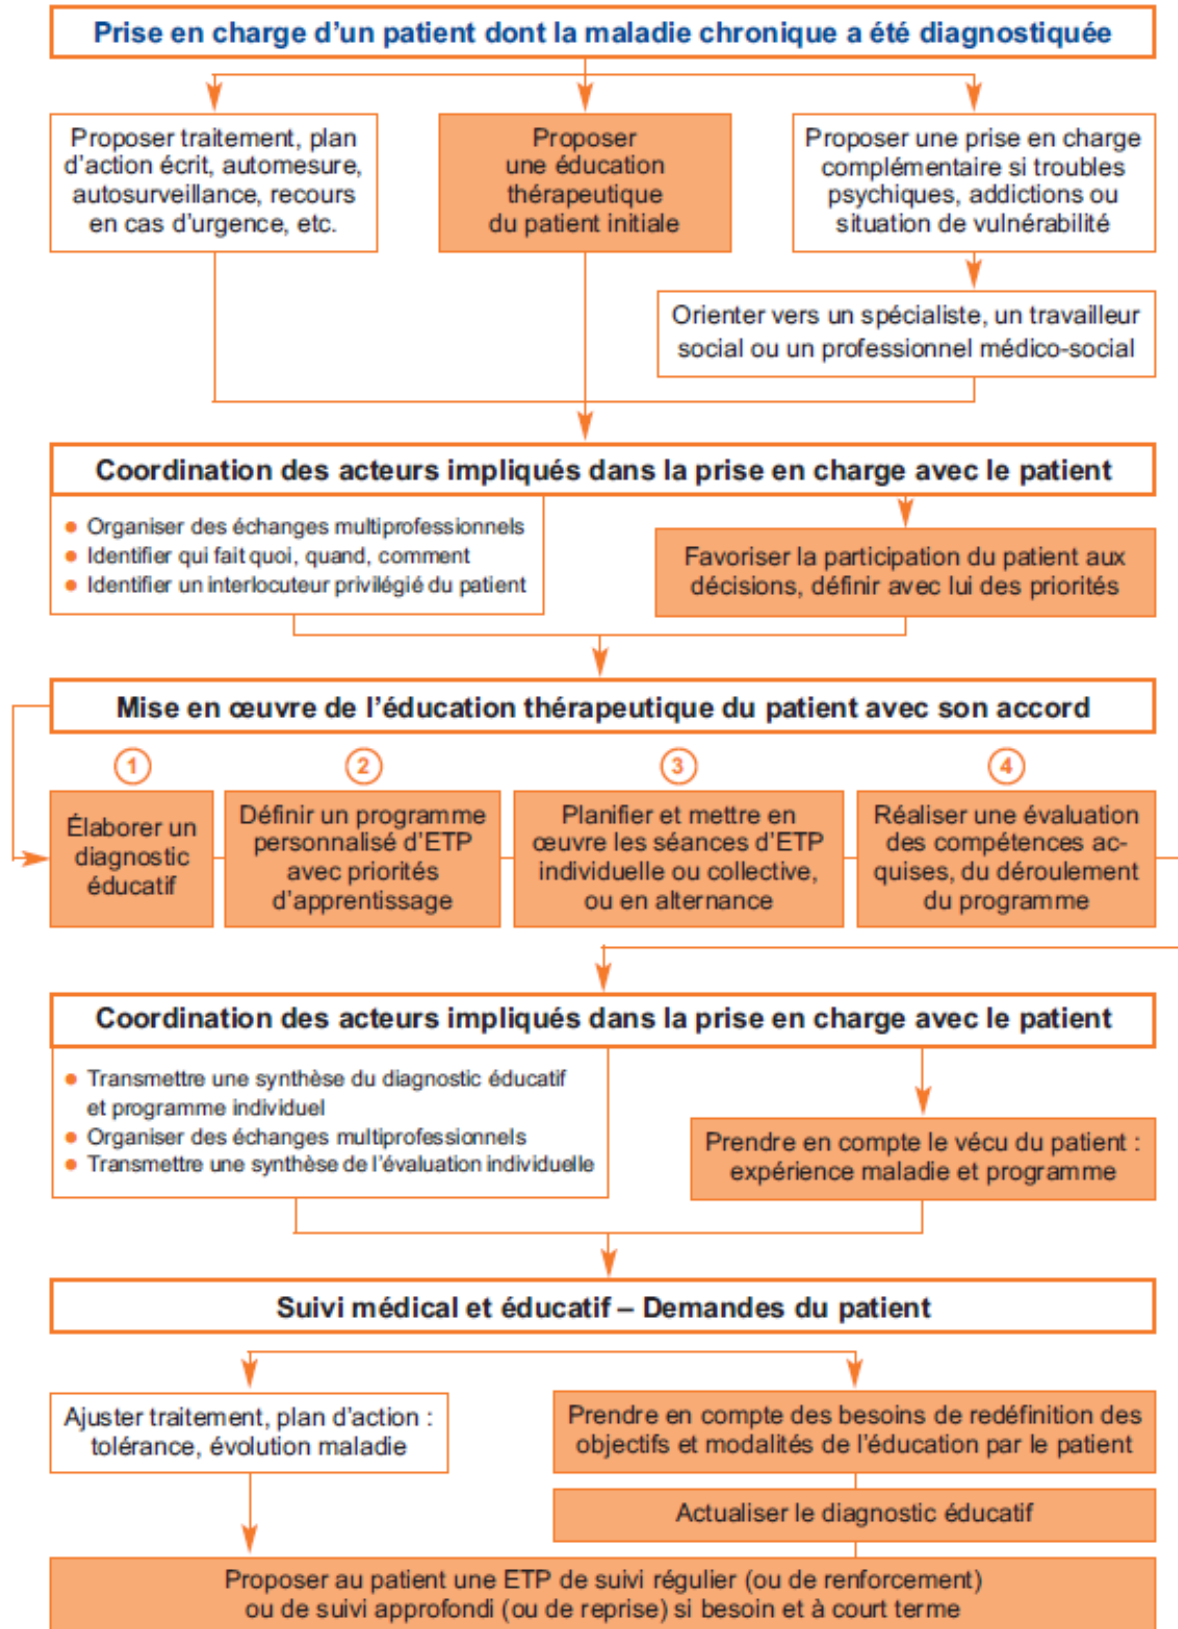 Prise en charge d'un patient dont la maladie chronique a été diagnostiquée
Proposer traitement, plan
d'action écrit, automesure,
autosurveillance, recours
en cas d'urgence, etc.
Proposer
une éducation
thérapeutique
du patient initiale
Proposer une prise en charge
complémentaire si troubles
psychiques, addictions ou
situation de vulnérabilité
Orienter vers un spécialiste, un travailleur
social ou un professionnel médico-social
Coordination des acteurs impliqués dans la prise en charge avec le patient
• Organiser des échanges multiprofessionnels
• Identifier qui fait quoi, quand, comment
• Identifier un interlocuteur privilégié du patient
Favoriser la participation du patient aux
décisions, définir avec lui des priorités
Mise en œuvre de l'éducation thérapeutique du patient avec son accord
1
Élaborer un
diagnostic
éducatif
2
Définir un programme
personnalisé d'ETP
avec priorités
d'apprentissage
3
Planifier et mettre en
œuvre les séances d'ETP
individuelle ou collective,
ou en alternance
4
Réaliser une évaluation
des compétences ac-
quises, du déroulement
du programme
Coordination des acteurs impliqués dans la prise en charge avec le patient
• Transmettre une synthèse du diagnostic éducatif
et programme individuel
• Organiser des échanges multiprofessionnels
• Transmettre une synthèse de l'évaluation individuelle
Prendre en compte le vécu du patient :
expérience maladie et programme
Suivi médical et éducatif – Demandes du patient
Ajuster traitement, plan d'action :
tolérance, évolution maladie
Prendre en compte des besoins de redéfinition des
objectifs et modalités de l'éducation par le patient
Actualiser le diagnostic éducatif
Proposer au patient une ETP de suivi régulier (ou de renforcement)
ou de suivi approfondi (ou de reprise) si besoin et à court terme